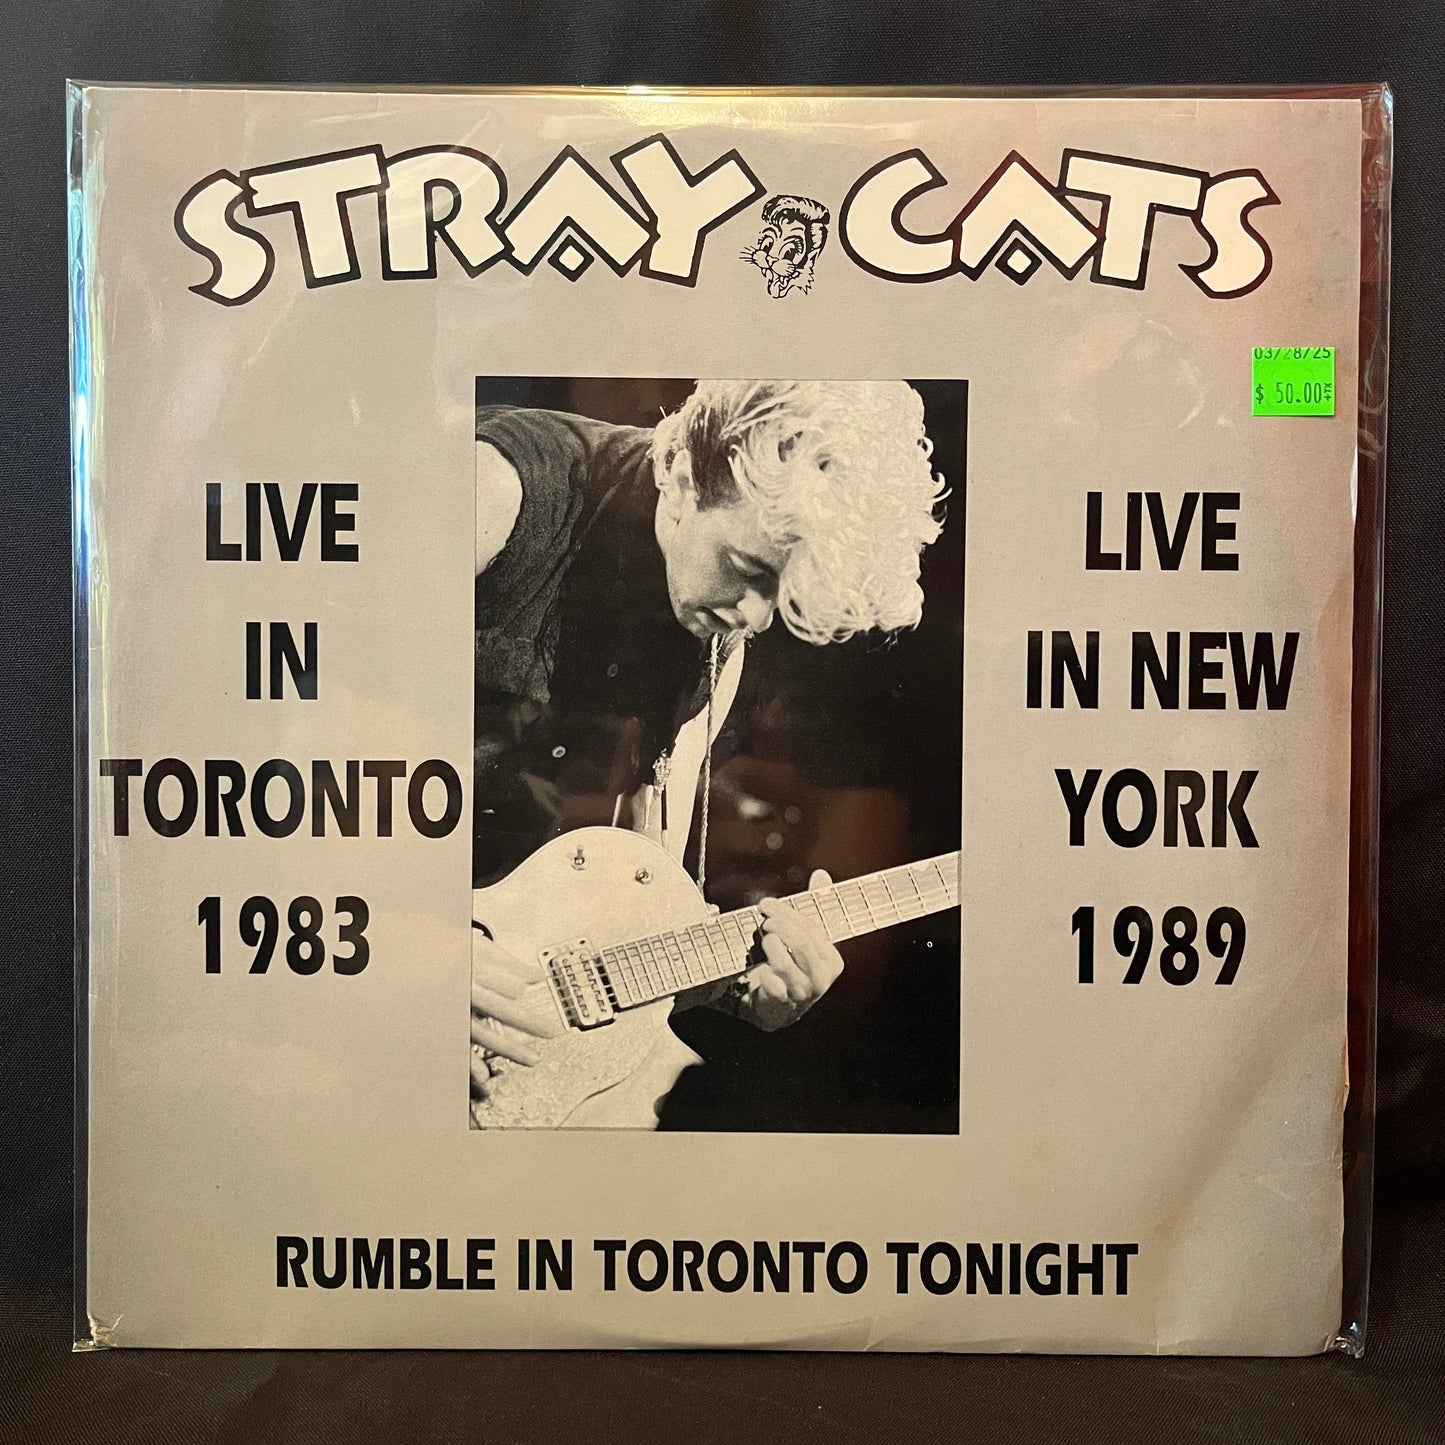 STRAY CATS
03/28/25
$ 50.00 +TX
LIVE
IN
TORONTO
1983
LIVE
IN NEW
YORK
1989
RUMBLE IN TORONTO TONIGHT